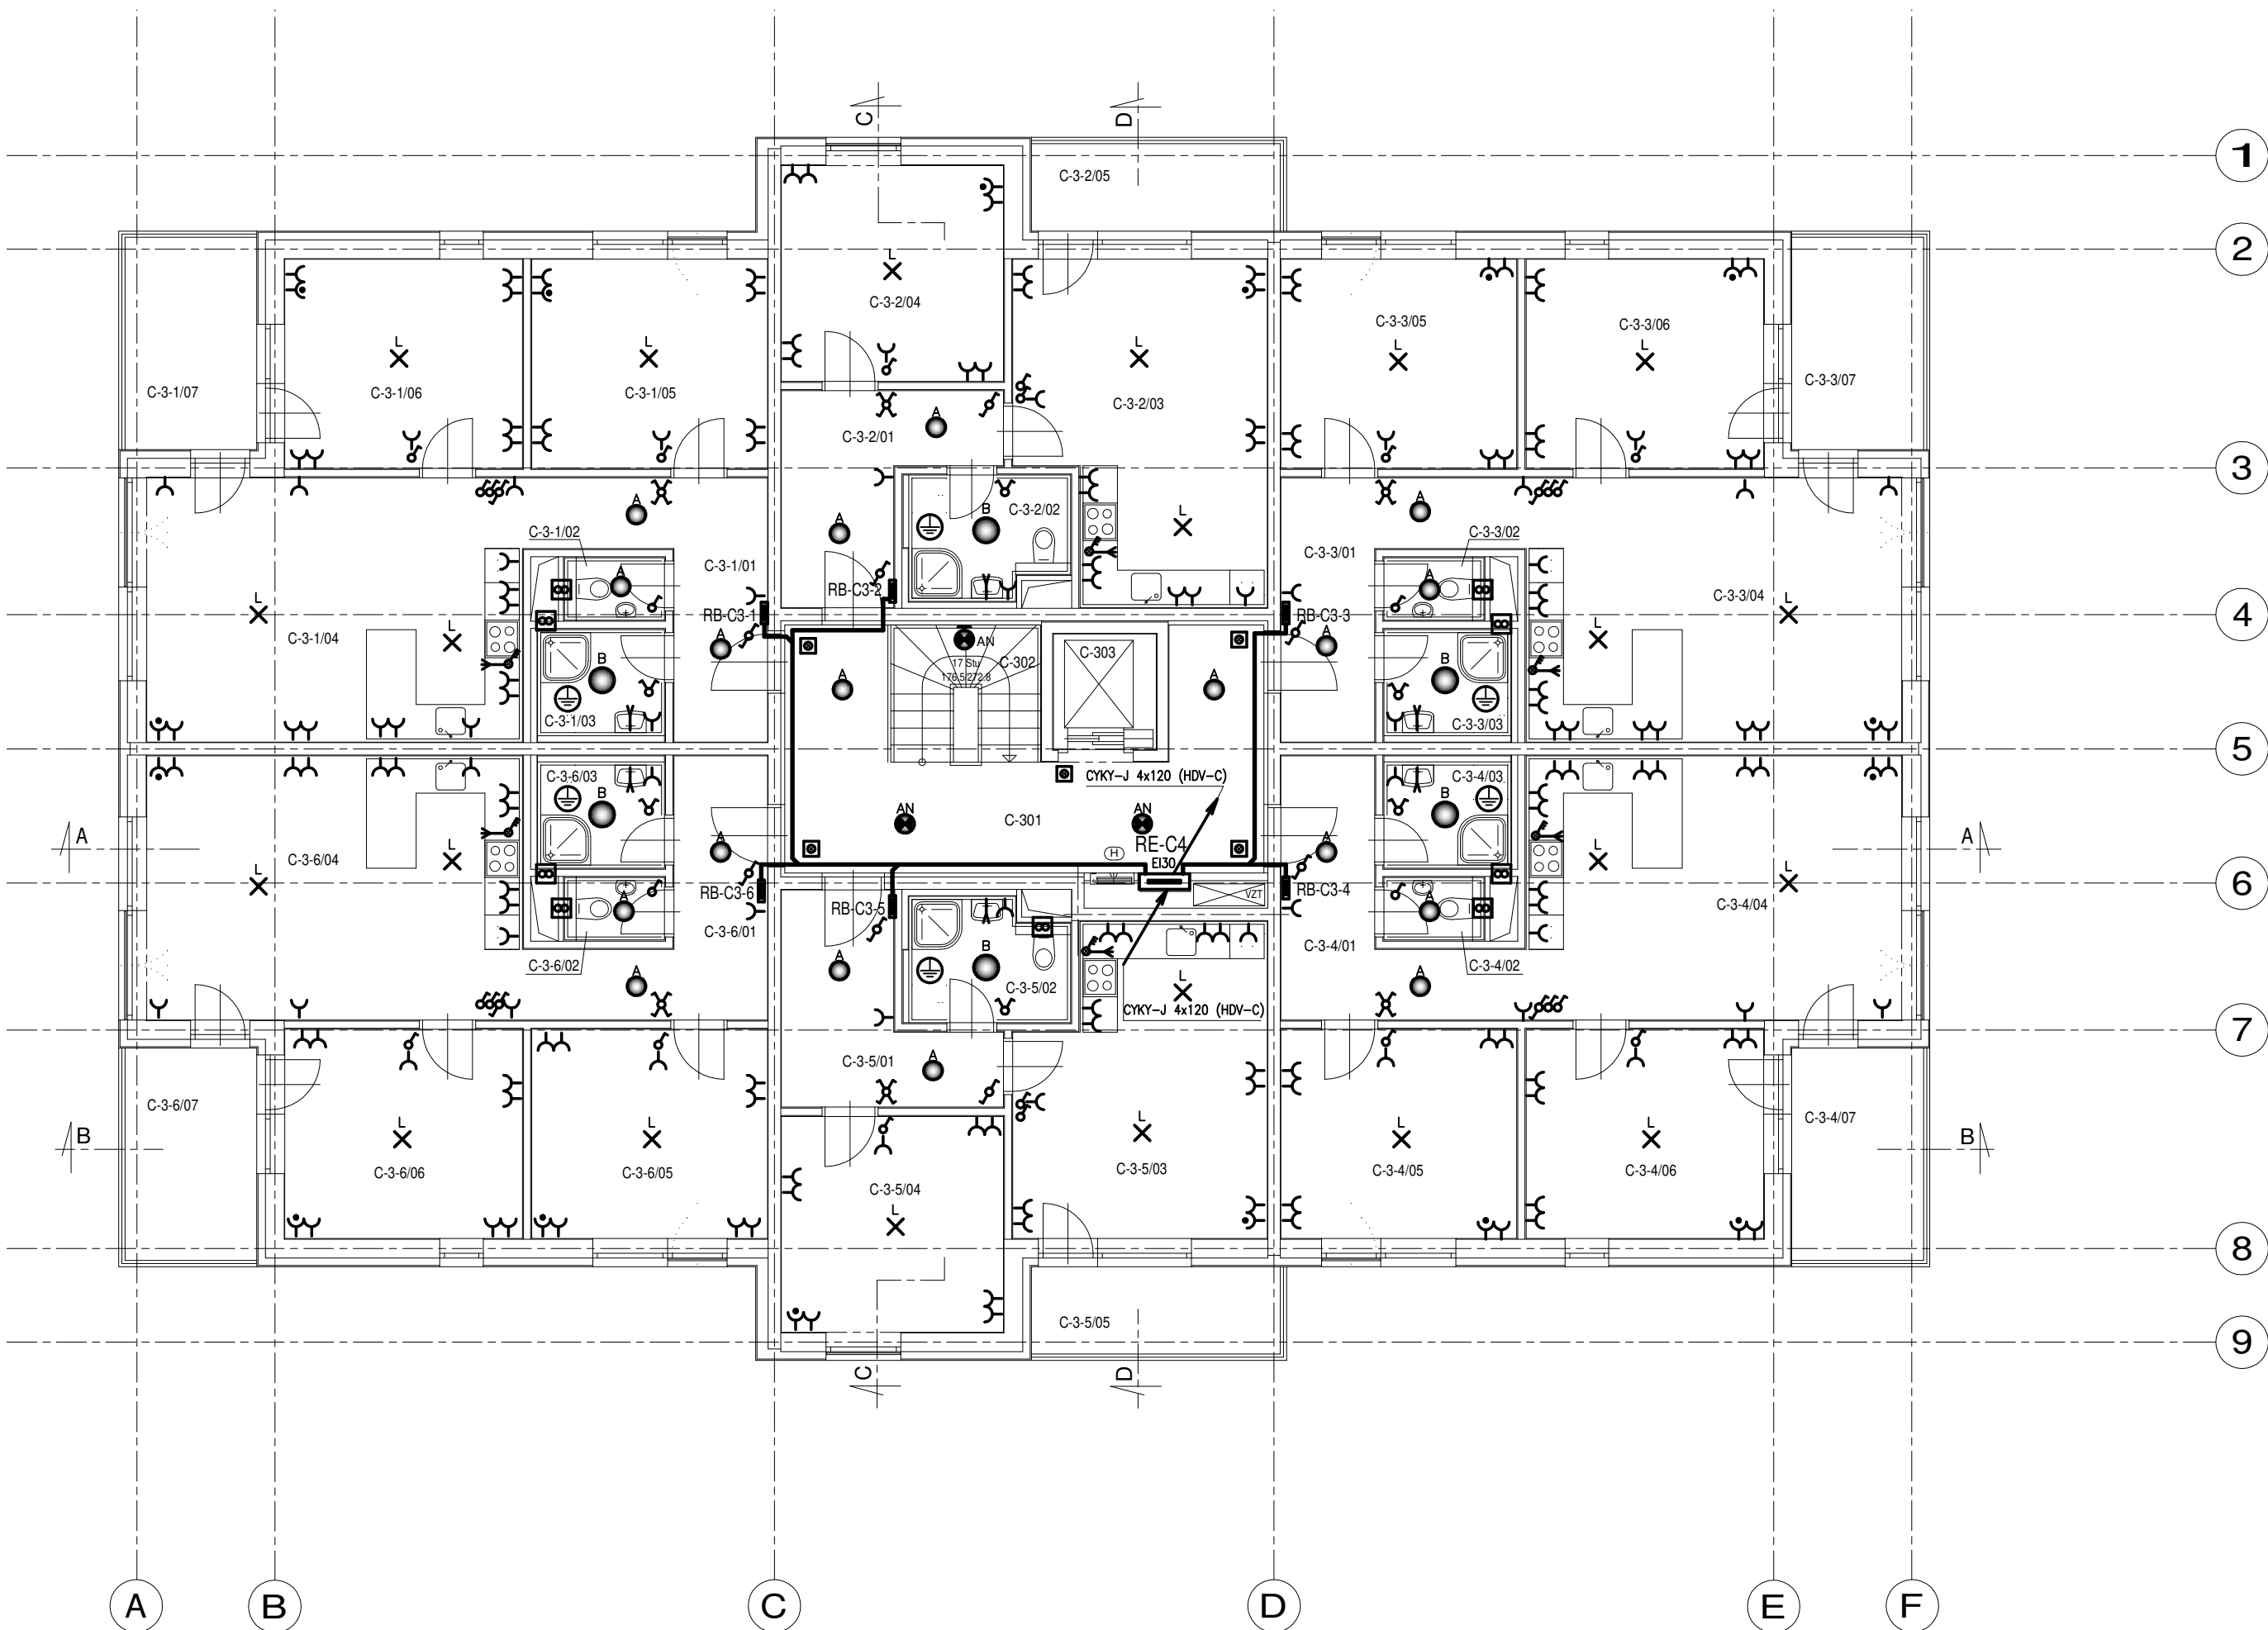 C
D
1
C-3-2/05
2
L
C-3-2/04
C-3-3/05
C-3-3/06
L
L
L
L
L
C-3-1/07
C-3-1/06
C-3-1/05
C-3-2/03
C-3-3/07
C-3-2/01
A
3
A
A
A
C-3-1/02
B
C-3-2/02
L
C-3-3/02
C-3-1/01
C-3-3/01
A
A
RB-C3-2
C-3-3/04
L
RB-C3-1
RB-C3-3
L
4
C-3-1/04
L
A
AN
A
L
C-302
C-303
17 Stu
176.5/272.8
B
A
A
B
C-3-1/03
C-3-3/03
5
C-3-6/03
CYKY-J 4x120 (HDV-C)
C-3-4/03
B
AN
AN
B
C-301
A
A
RE-C4
A
A
C-3-6/04
L
H
EI30
L
L
RB-C3-6
RB-C3-4
L
6
VZT
A
RB-C3-5
A
C-3-4/04
C-3-6/01
C-3-4/01
B
C-3-6/02
A
L
C-3-4/02
A
C-3-5/02
A
CYKY-J 4x120 (HDV-C)
7
C-3-5/01
A
C-3-6/07
C-3-4/07
L
L
L
L
L
B
B
C-3-6/06
C-3-6/05
C-3-5/03
C-3-4/05
C-3-4/06
C-3-5/04
L
8
C-3-5/05
9
C
D
A
B
C
D
E
F